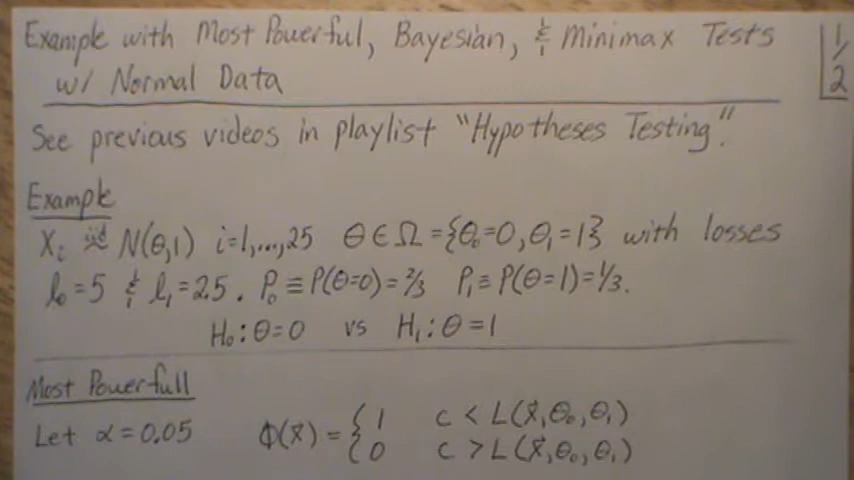 Example with Most Powerful, Bayesian, & Minimax Tests
w/ Normal Data
1/2
See previous videos in playlist "Hypotheses Testing."
Example
Xᵢ iid~ N(θ,1) i=1,...,25 θ∈Ω={θ₀=0,θ₁=1} with losses
l₀=5 & l₁=2.5. P₀≡P(θ=0)=2/3 P₁≡P(θ=1)=1/3.
H₀:θ=0 vs H₁:θ=1
Most Powerfull
Let α=0.05 Φ(x⃗)= { 1 c < L(x⃗,θ₀,θ₁)
{ 0 c > L(x⃗,θ₀,θ₁)